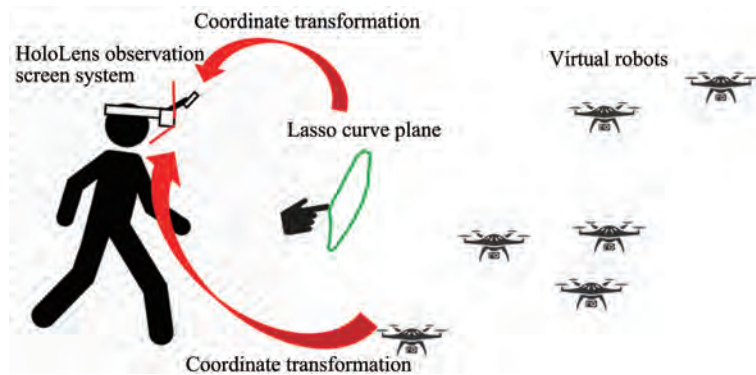 Coordinate transformation
HoloLens observation
screen system
Virtual robots
Lasso curve plane
Coordinate transformation